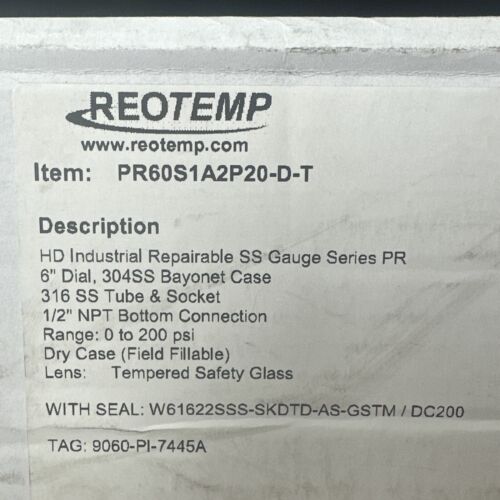 REOTEMP
www.reotemp.com
Item: PR60S1A2P20-D-T
Description
HD Industrial Repairable SS Gauge Series PR
6" Dial, 304SS Bayonet Case
316 SS Tube & Socket
1/2" NPT Bottom Connection
Range: 0 to 200 psi
Dry Case (Field Fillable)
Lens: Tempered Safety Glass
WITH SEAL: W61622SSS-SKDTD-AS-GSTM / DC200
TAG: 9060-PI-7445A